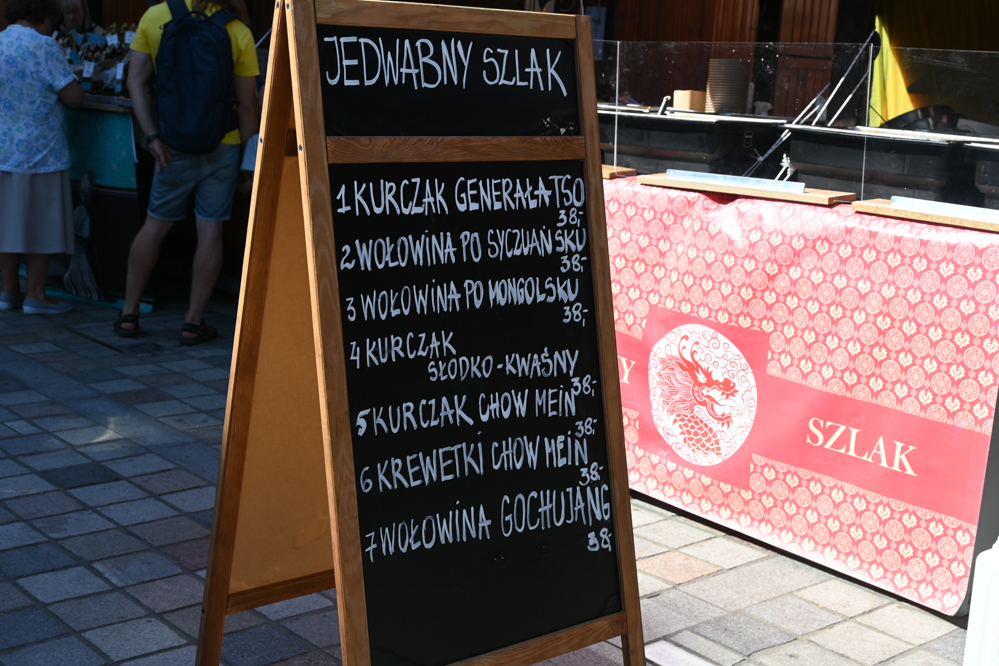 JEDWABNY SZLAK
1 KURCZAK GENERAŁA TSO
38,-
2 WOŁOWINA PO SYCZUAŃSKU
38,-
3 WOŁOWINA PO MONGOLSKU
38,-
4 KURCZAK
SŁODKO-KWAŚNY
38,-
5 KURCZAK CHOW MEIN
38,-
6 KREWETKI CHOW MEIN
38,-
7 WOŁOWINA GOCHUJANG
38,-
Y
SZLAK